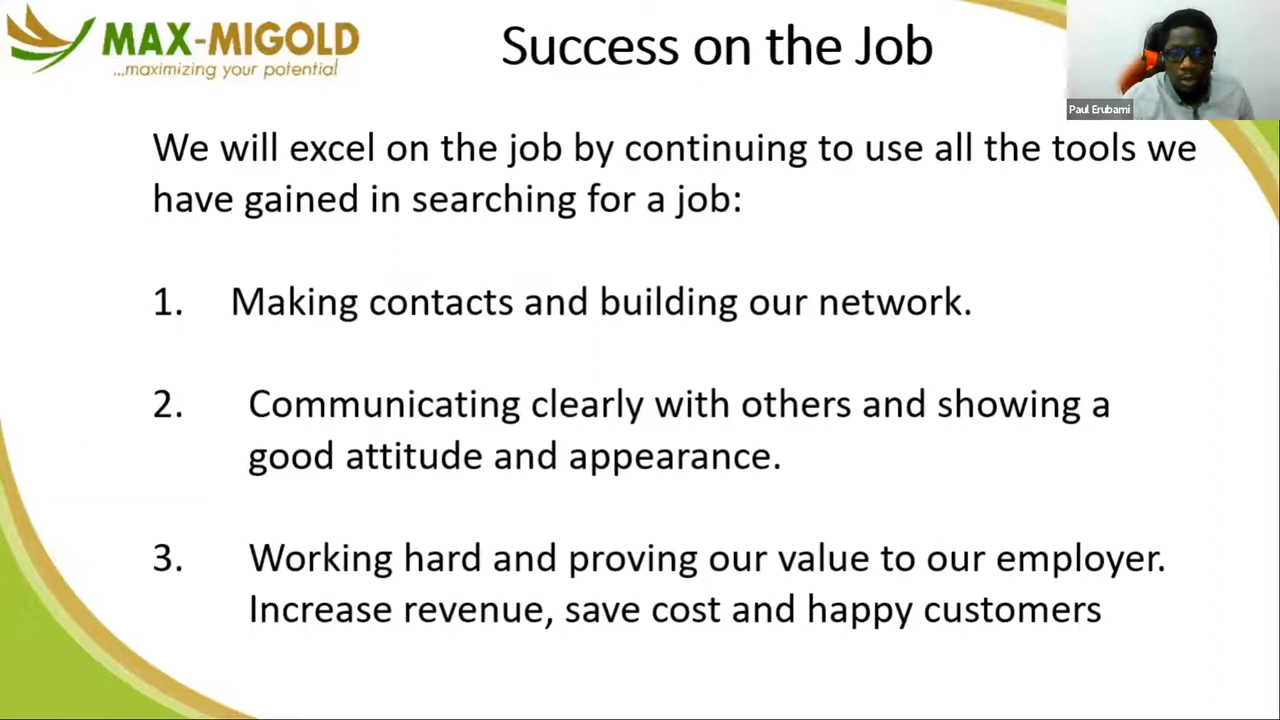 MAX-MIGOLD
...maximizing your potential
Success on the Job
Paul Erubami
We will excel on the job by continuing to use all the tools we
have gained in searching for a job:
1. Making contacts and building our network.
2. Communicating clearly with others and showing a
good attitude and appearance.
3. Working hard and proving our value to our employer.
Increase revenue, save cost and happy customers